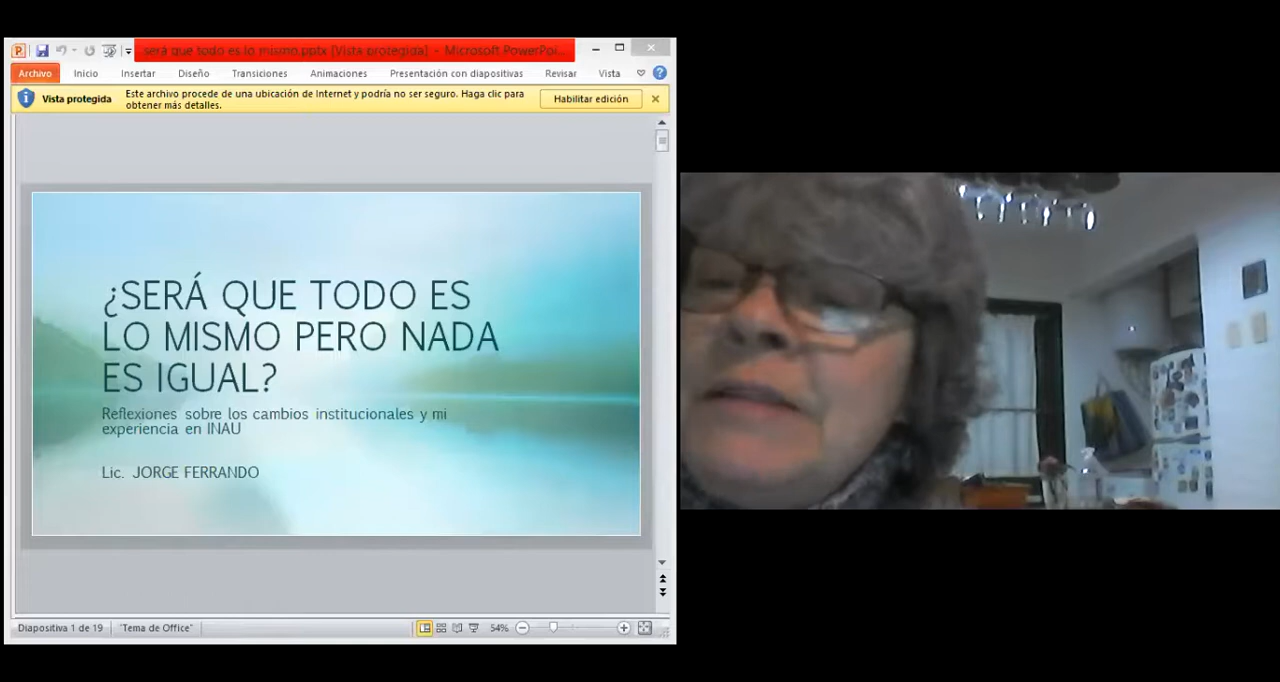 será que todo es lo mismo.pptx [Vista protegida] - Microsoft PowerPoi...
Archivo Inicio Insertar Diseño Transiciones Animaciones Presentación con diapositivas Revisar Vista
Vista protegida Este archivo procede de una ubicación de Internet y podría no ser seguro. Haga clic para Habilitar edición
obtener más detalles.
¿SERÁ QUE TODO ES
LO MISMO PERO NADA
ES IGUAL?
Reflexiones sobre los cambios institucionales y mi
experiencia en INAU
Lic. JORGE FERRANDO
Diapositiva 1 de 19 "Tema de Office" 54%